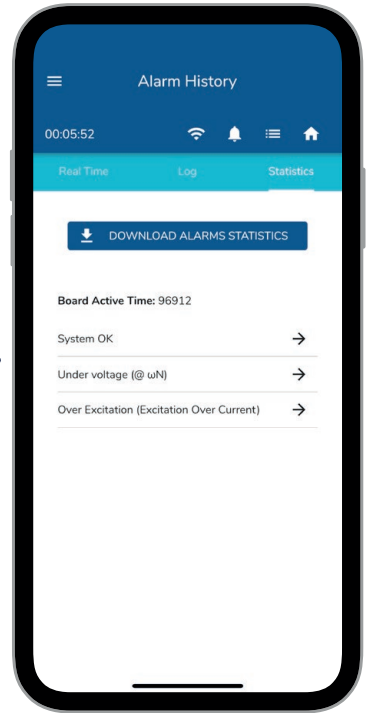 Alarm History
00:05:52
Real Time Log Statistics
DOWNLOAD ALARMS STATISTICS
Board Active Time: 96912
System OK
Under voltage (@ ωN)
Over Excitation (Excitation Over Current)